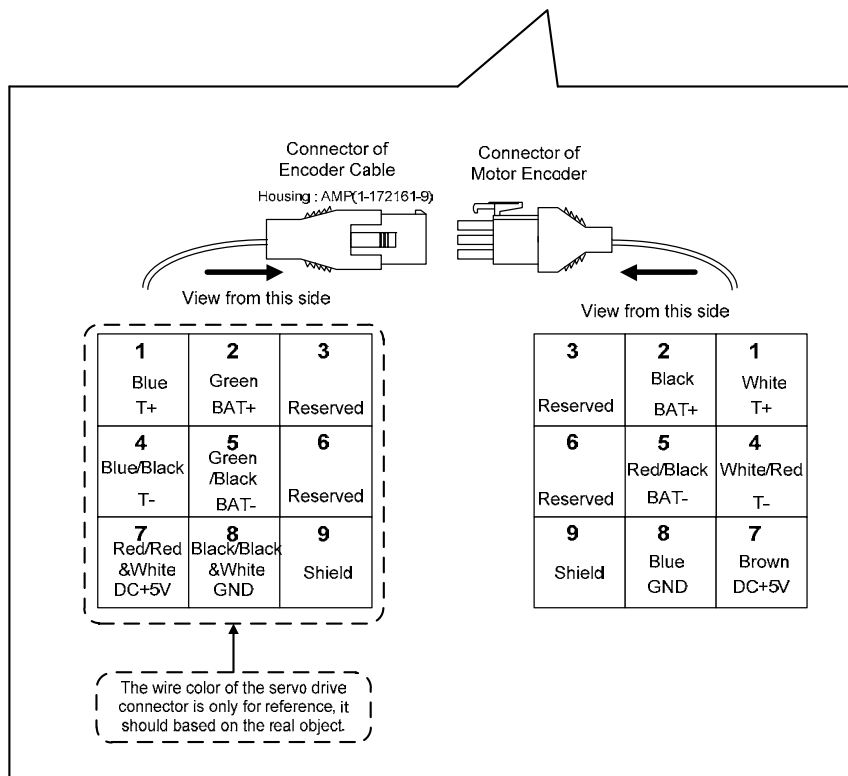 Connector of
Encoder Cable
Housing : AMP(1-172161-9)
Connector of
Motor Encoder
View from this side
View from this side
1
Blue
T+
2
Green
BAT+
3
Reserved
4
Blue/Black
T-
5
Green
/Black
BAT-
6
Reserved
7
Red/Red
&White
DC+5V
8
Black/Black
&White
GND
9
Shield
3
Reserved
2
Black
BAT+
1
White
T+
6
Reserved
5
Red/Black
BAT-
4
White/Red
T-
9
Shield
8
Blue
GND
7
Brown
DC+5V
The wire color of the servo drive
connector is only for reference, it
should based on the real object.